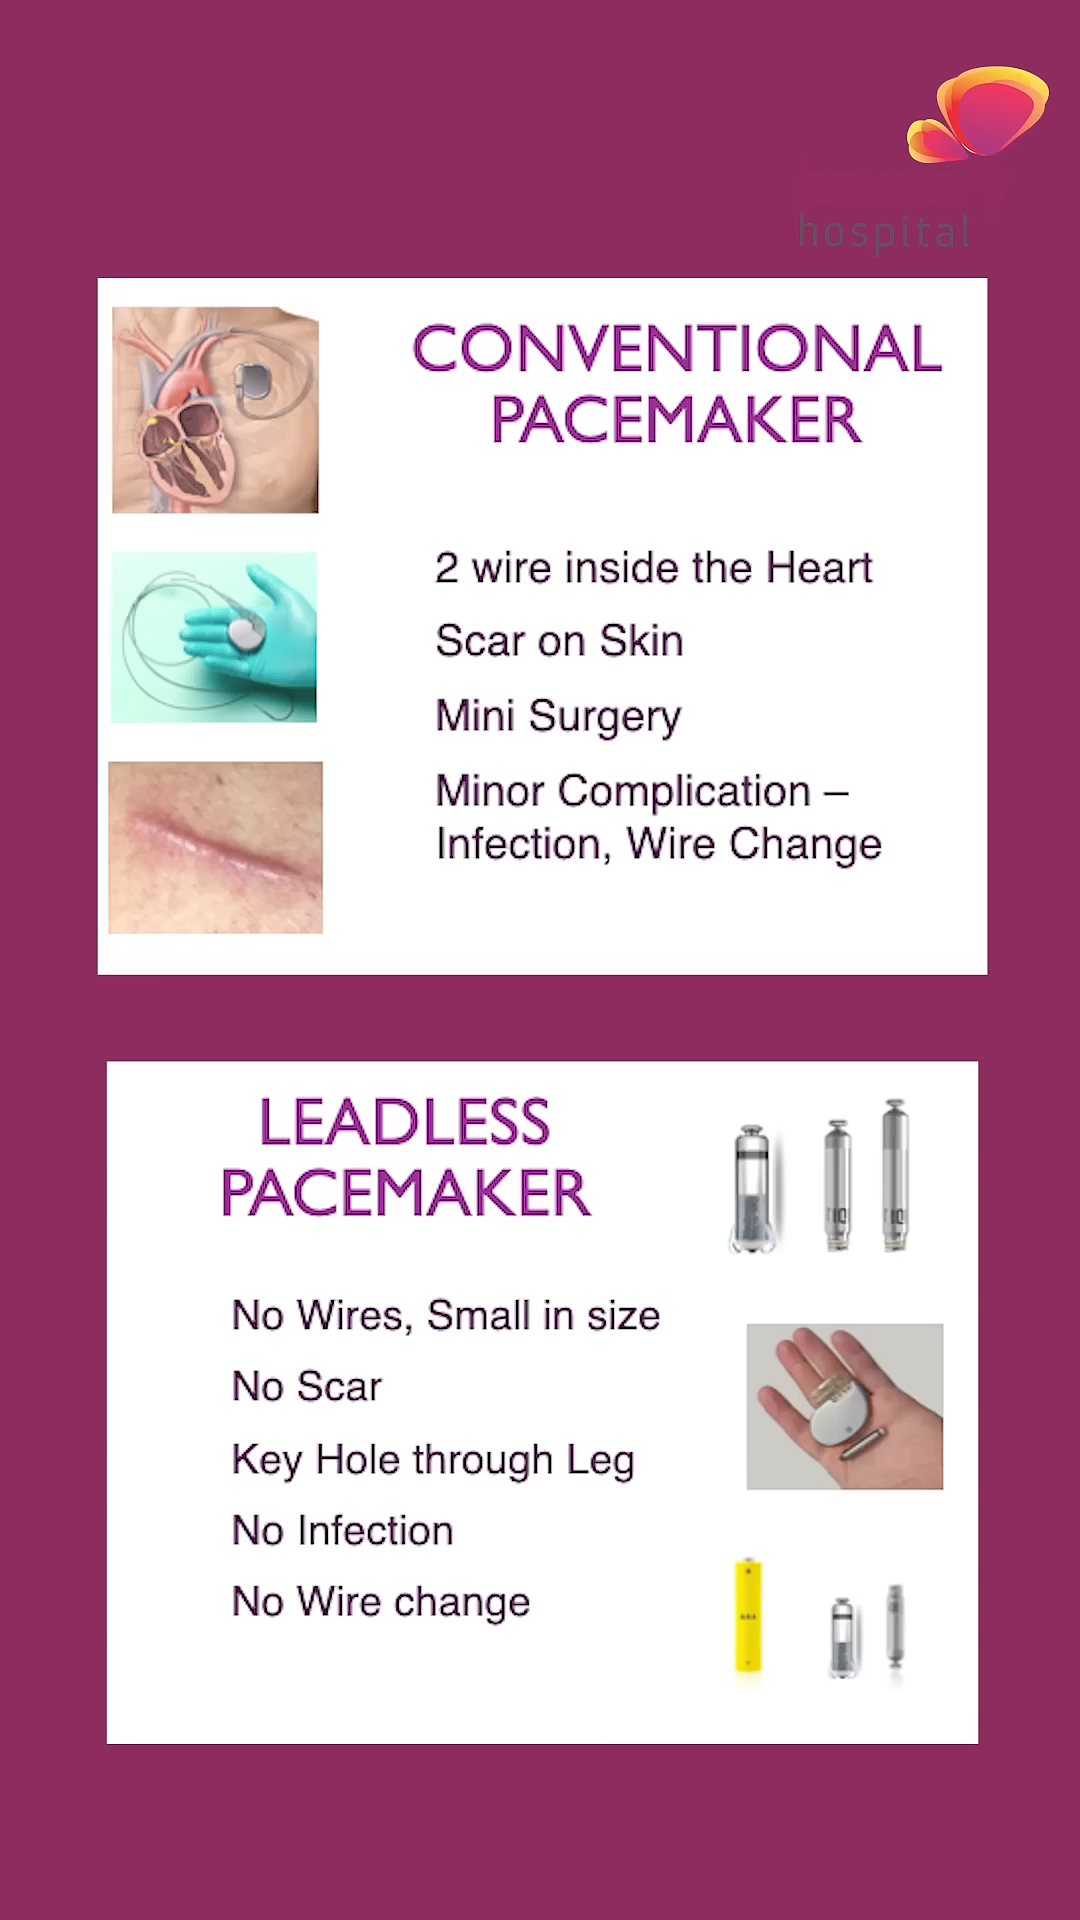 hospital
CONVENTIONAL
PACEMAKER
2 wire inside the Heart
Scar on Skin
Mini Surgery
Minor Complication –
Infection, Wire Change
LEADLESS
PACEMAKER
No Wires, Small in size
No Scar
Key Hole through Leg
No Infection
No Wire change